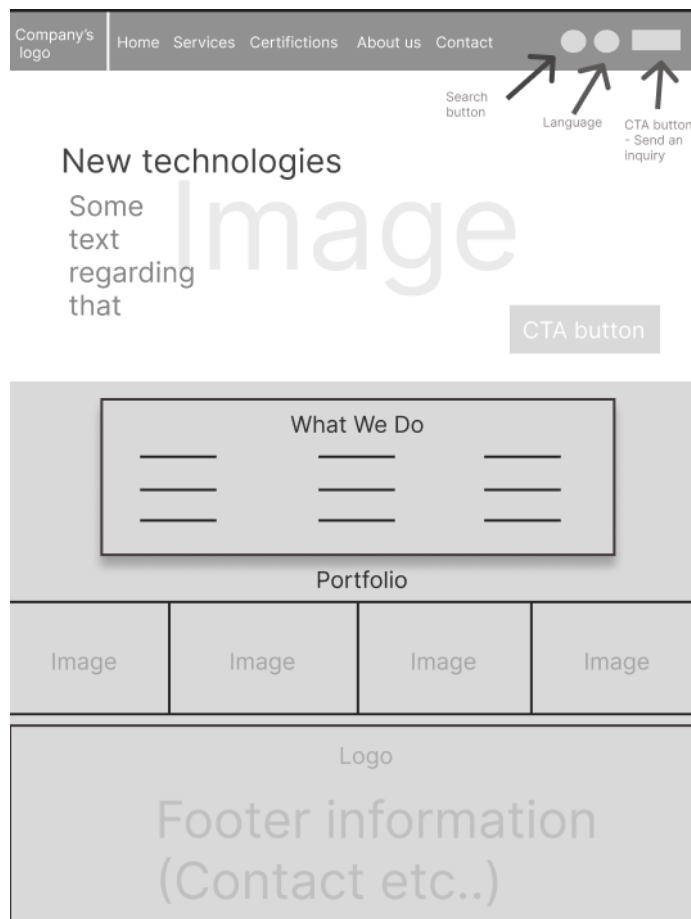 Company's
logo
Home Services Certifictions About us Contact
Search
button
Language
CTA button
- Send an
inquiry
New technologies
Image
Some
text
regarding
that
CTA button
What We Do
Portfolio
Image Image Image Image
Logo
Footer information
(Contact etc..)